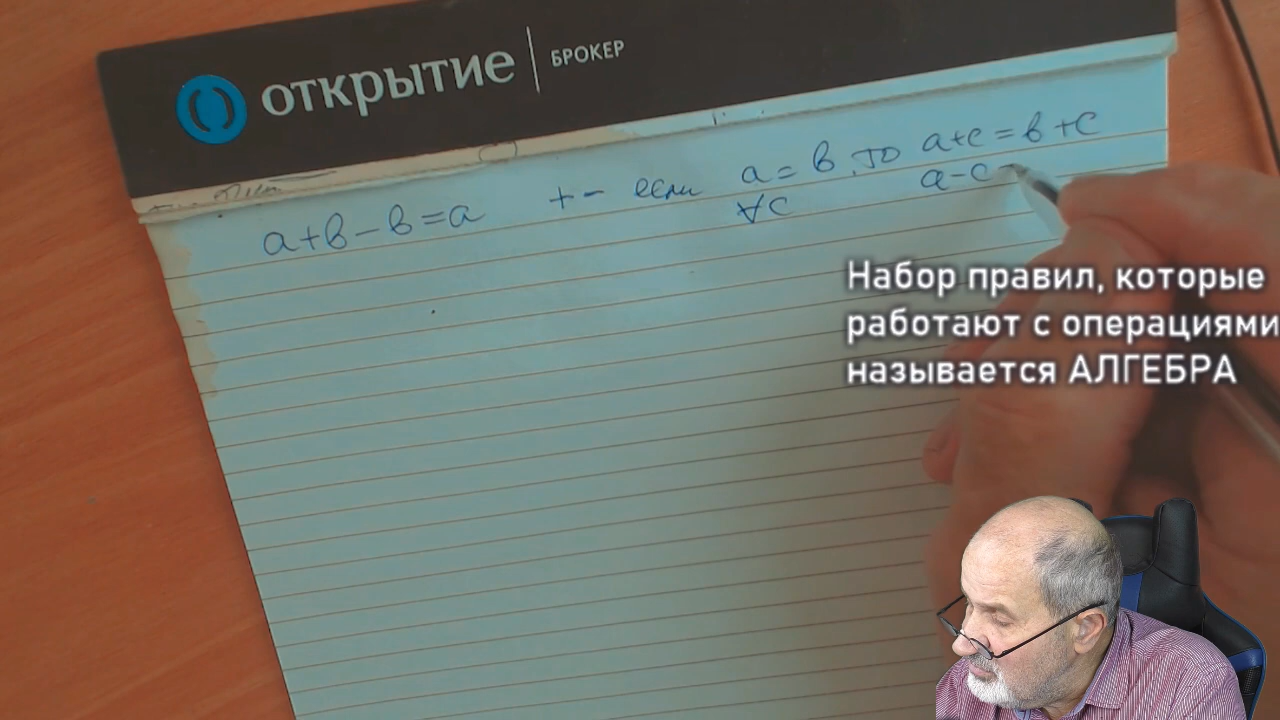 ОТКРЫТИЕ БРОКЕР
a+b-b=a +- если a=b, то a+c=b+c
∀c a-c
Набор правил, которые
работают с операциями
называется АЛГЕБРА